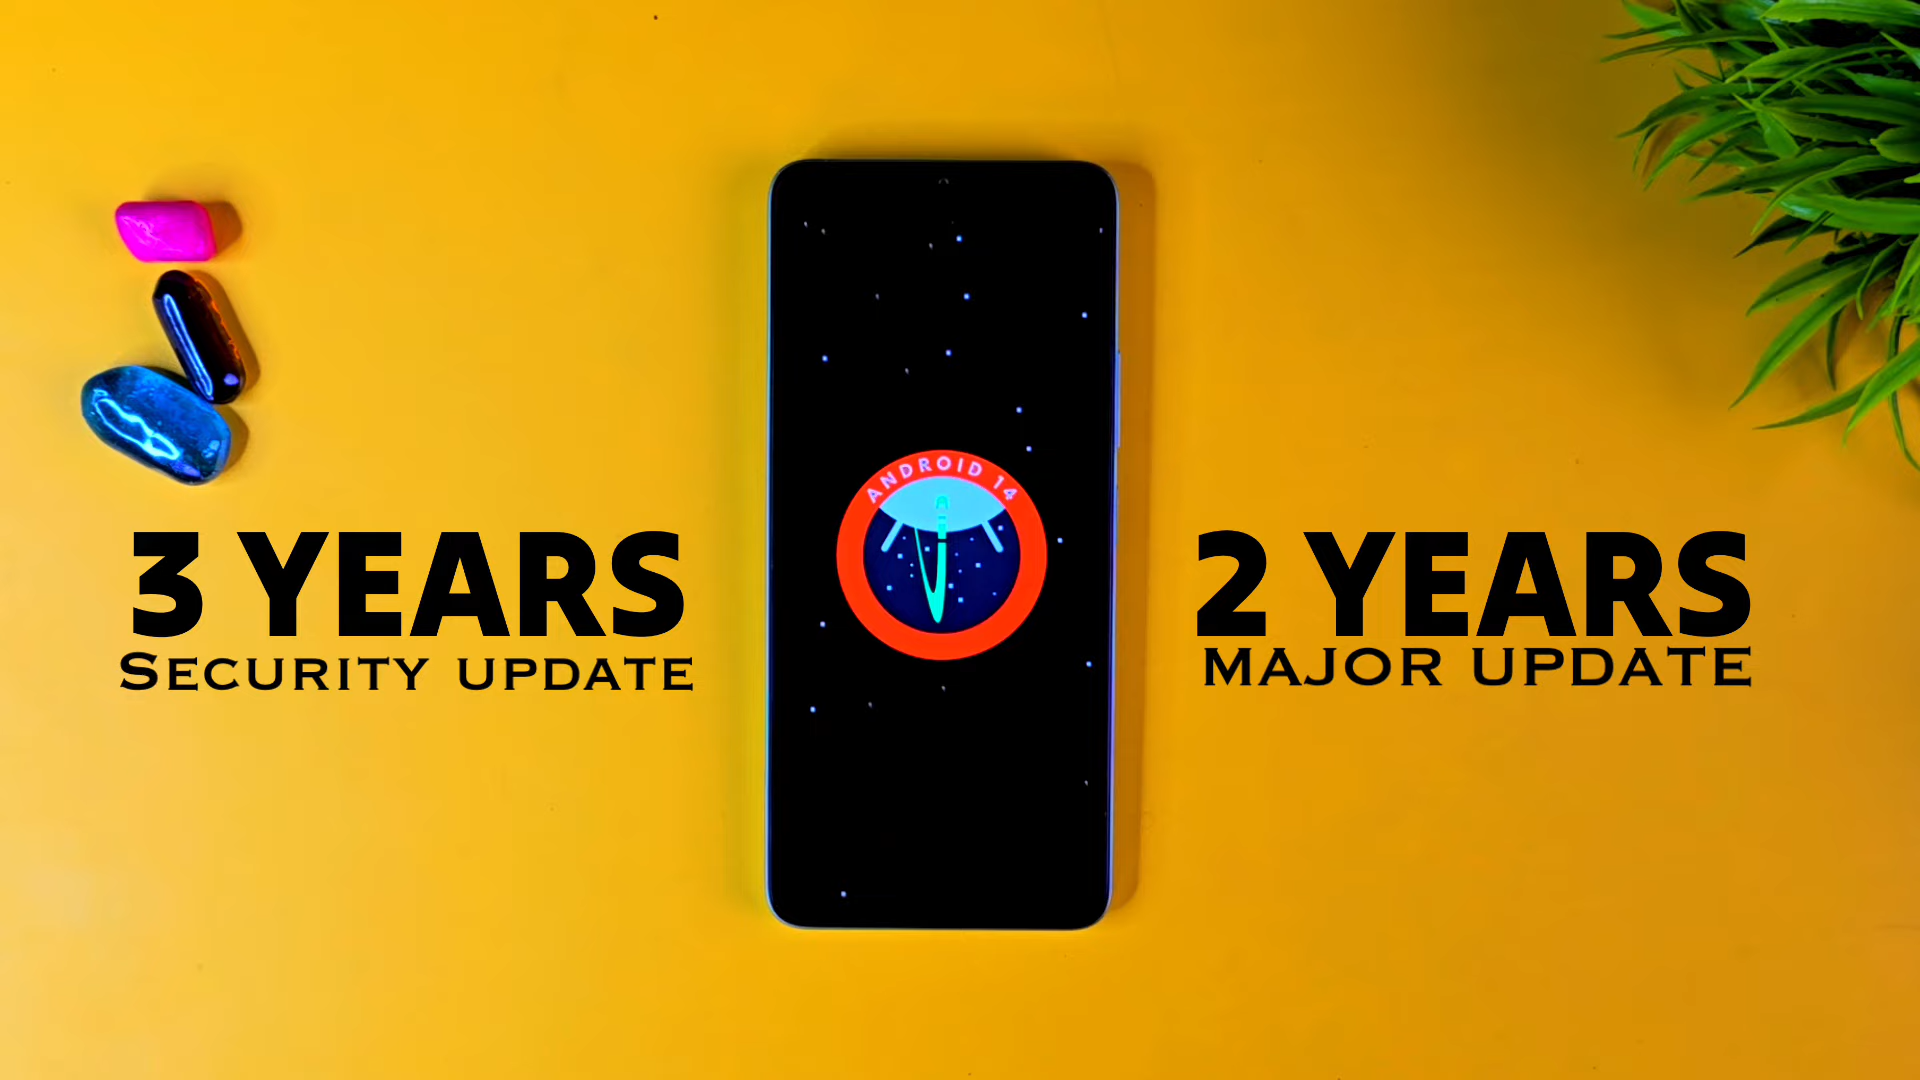 3 YEARS
SECURITY UPDATE
ANDROID 14
2 YEARS
MAJOR UPDATE